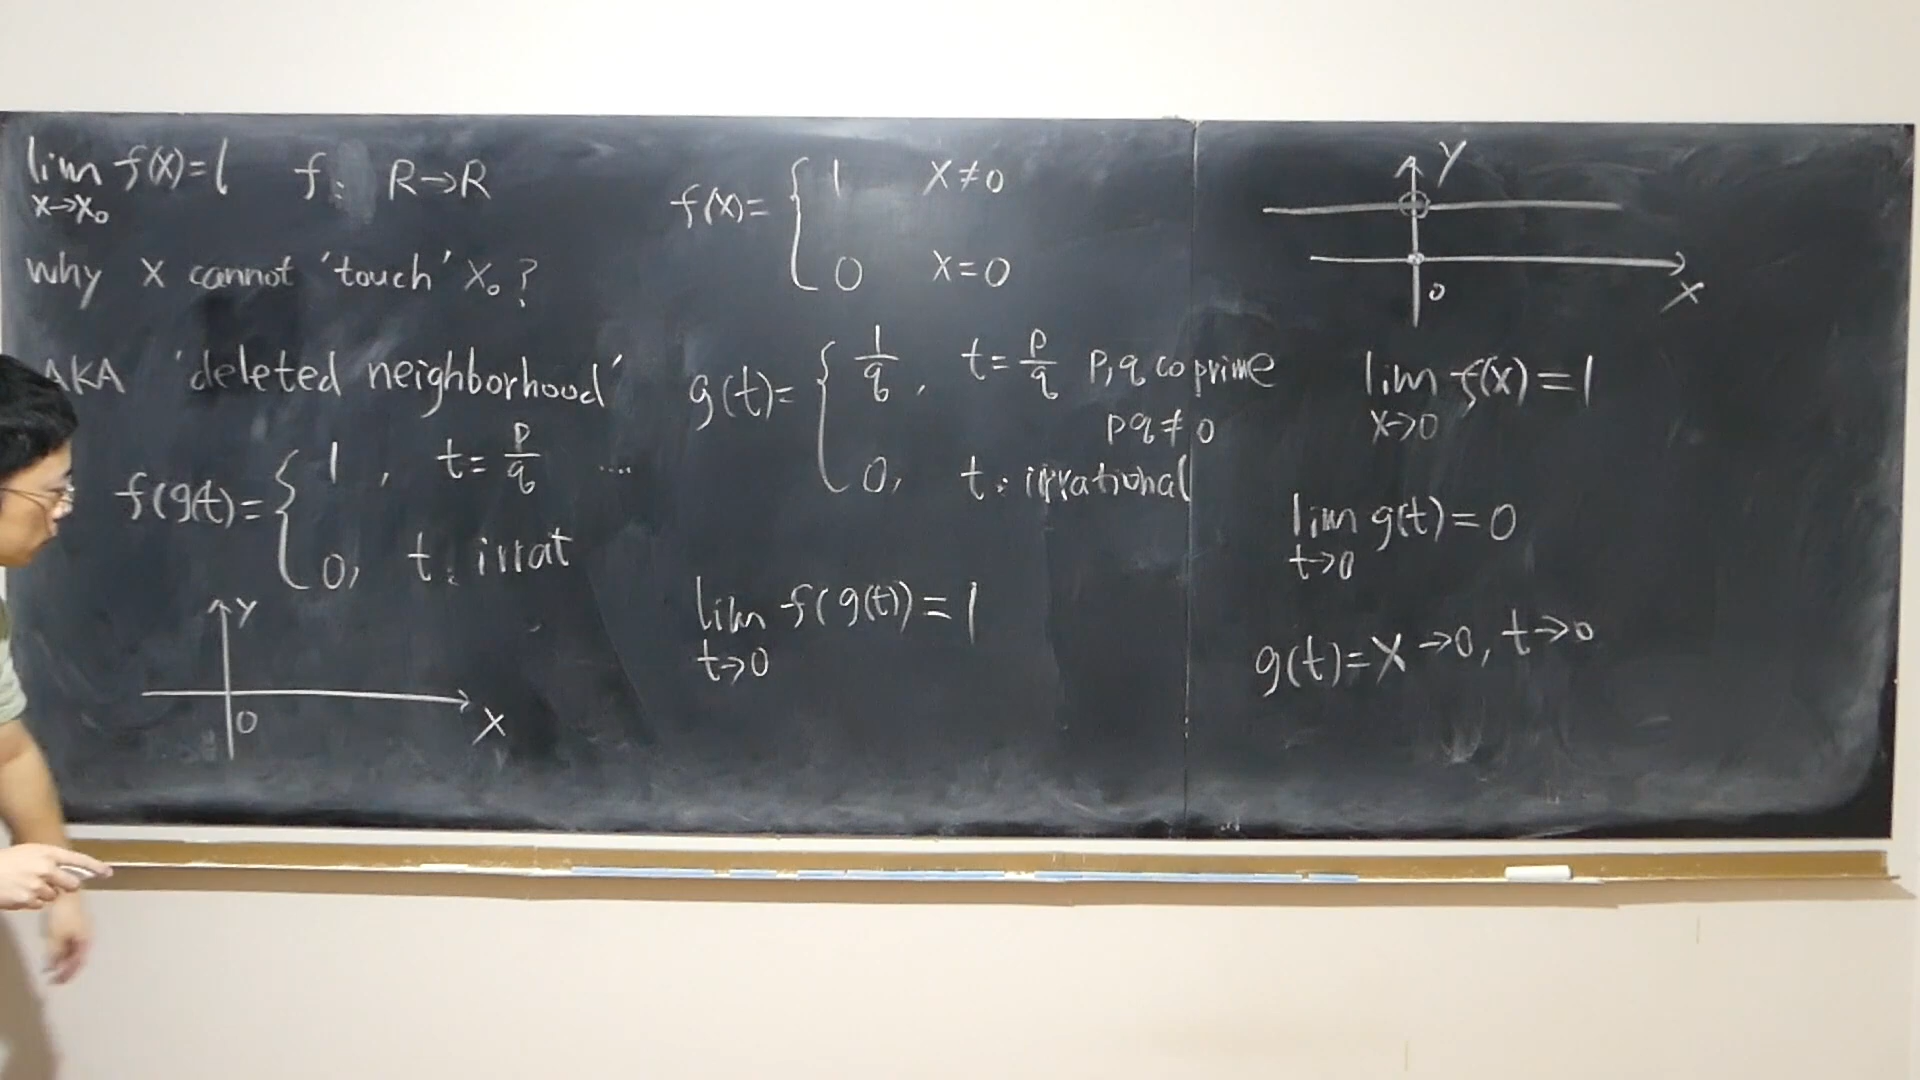 lim f(x)=l f: R→R
x→x₀
why x cannot 'touch' x₀?
AKA 'deleted neighborhood'
f(g(t)= { 1, t=p/q ....
0, t: irrat
Y
O
X
f(x)= { 1 x≠0
0 x=0
g(t)= { 1/q, t=p/q p,q coprime
pq≠0
0, t: irrational
lim f(g(t))=1
t→0
Y
0
X
lim f(x)=1
x→0
lim g(t)=0
t→0
g(t)=x→0, t→0